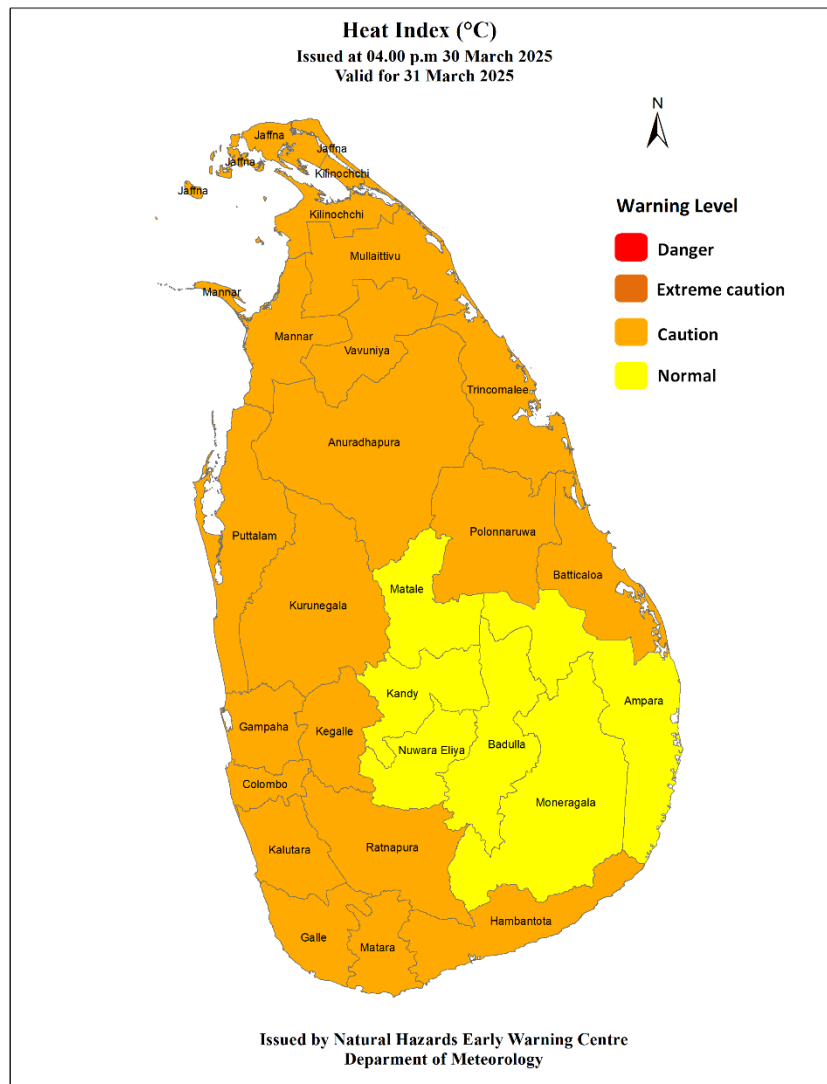 Heat Index (°C)
Issued at 04.00 p.m 30 March 2025
Valid for 31 March 2025
N
Jaffna
Jaffna
Jaffna
Kilinochchi
Jaffna
Kilinochchi
Mullaittivu
Mannar
Mannar
Vavuniya
Trincomalee
Anuradhapura
Polonnaruwa
Puttalam
Batticaloa
Matale
Kurunegala
Kandy
Ampara
Gampaha
Kegalle
Nuwara Eliya
Badulla
Colombo
Moneragala
Kalutara
Ratnapura
Hambantota
Galle
Matara
Warning Level
Danger
Extreme caution
Caution
Normal
Issued by Natural Hazards Early Warning Centre
Deparment of Meteorology